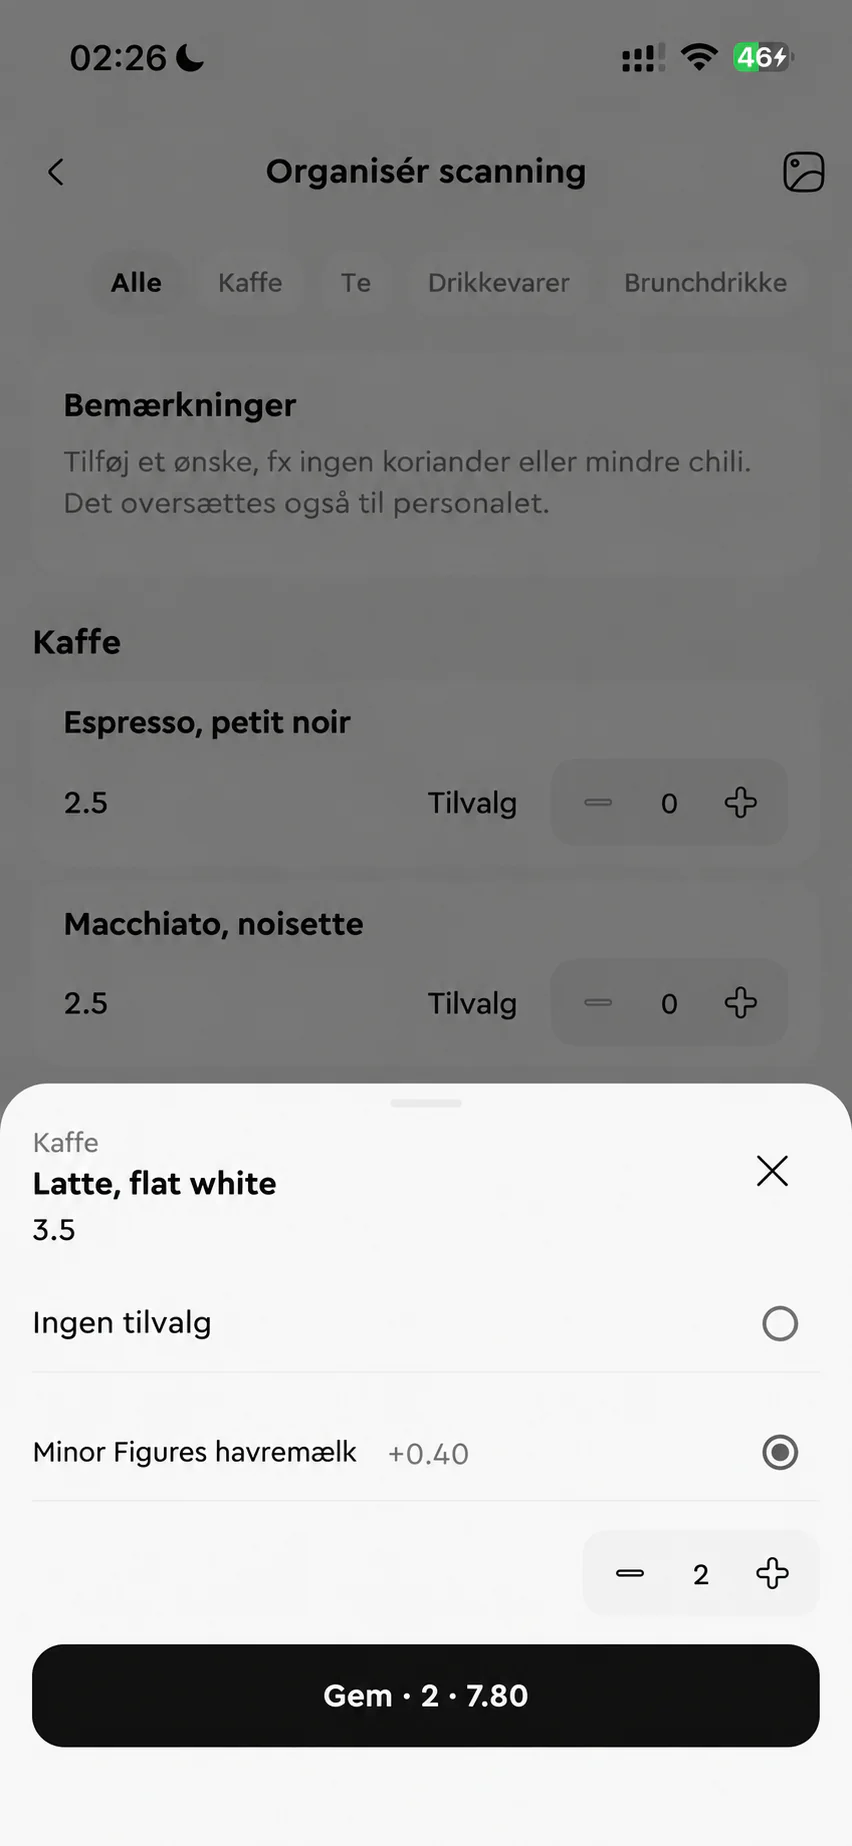 02:26
46
Organisér scanning
Alle Kaffe Te Drikkevarer Brunchdrikke
Bemærkninger
Tilføj et ønske, fx ingen koriander eller mindre chili.
Det oversættes også til personalet.
Kaffe
Espresso, petit noir
2.5 Tilvalg 0
Macchiato, noisette
2.5 Tilvalg 0
Kaffe
Latte, flat white
3.5
Ingen tilvalg
Minor Figures havremælk +0.40
2
Gem · 2 · 7.80